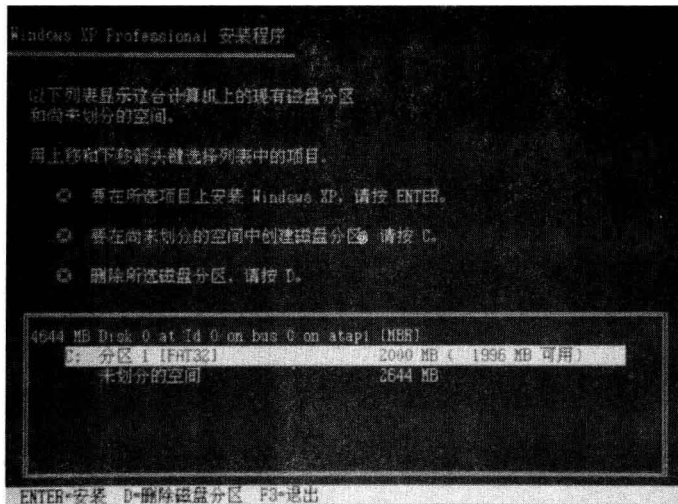 Windows XP Professional 安装程序
以下列表显示这台计算机上的现有磁盘分区
和尚未划分的空间。
用上移和下移箭头键选择列表中的项目。
要在所选项目上安装 Windows XP, 请按 ENTER。
要在尚未划分的空间中创建磁盘分区, 请按 C。
删除所选磁盘分区, 请按 D。
4644 MB Disk 0 at Id 0 on bus 0 on atapi [MBR]
C: 分区 1 [FAT32] 2000 MB ( 1996 MB 可用)
未划分的空间 2644 MB
ENTER=安装 D=删除磁盘分区 F3=退出